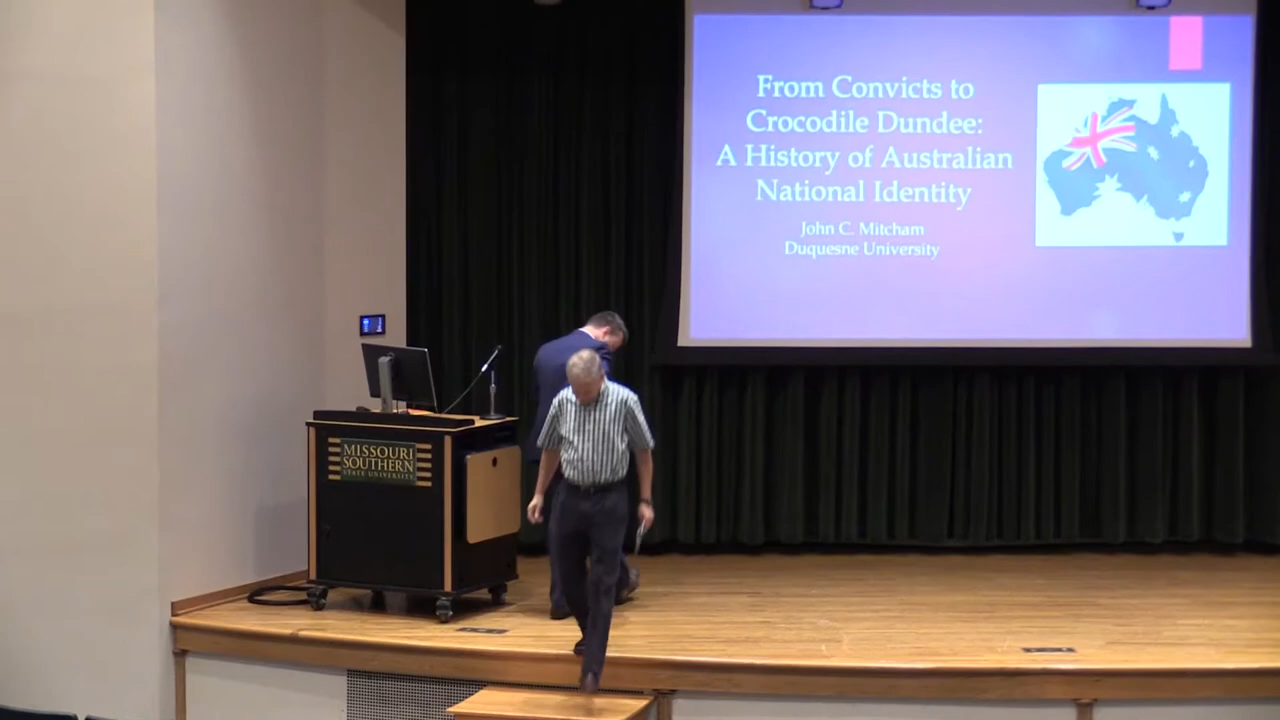 From Convicts to
Crocodile Dundee:
A History of Australian
National Identity
John C. Mitcham
Duquesne University
MISSOURI
SOUTHERN
STATE UNIVERSITY